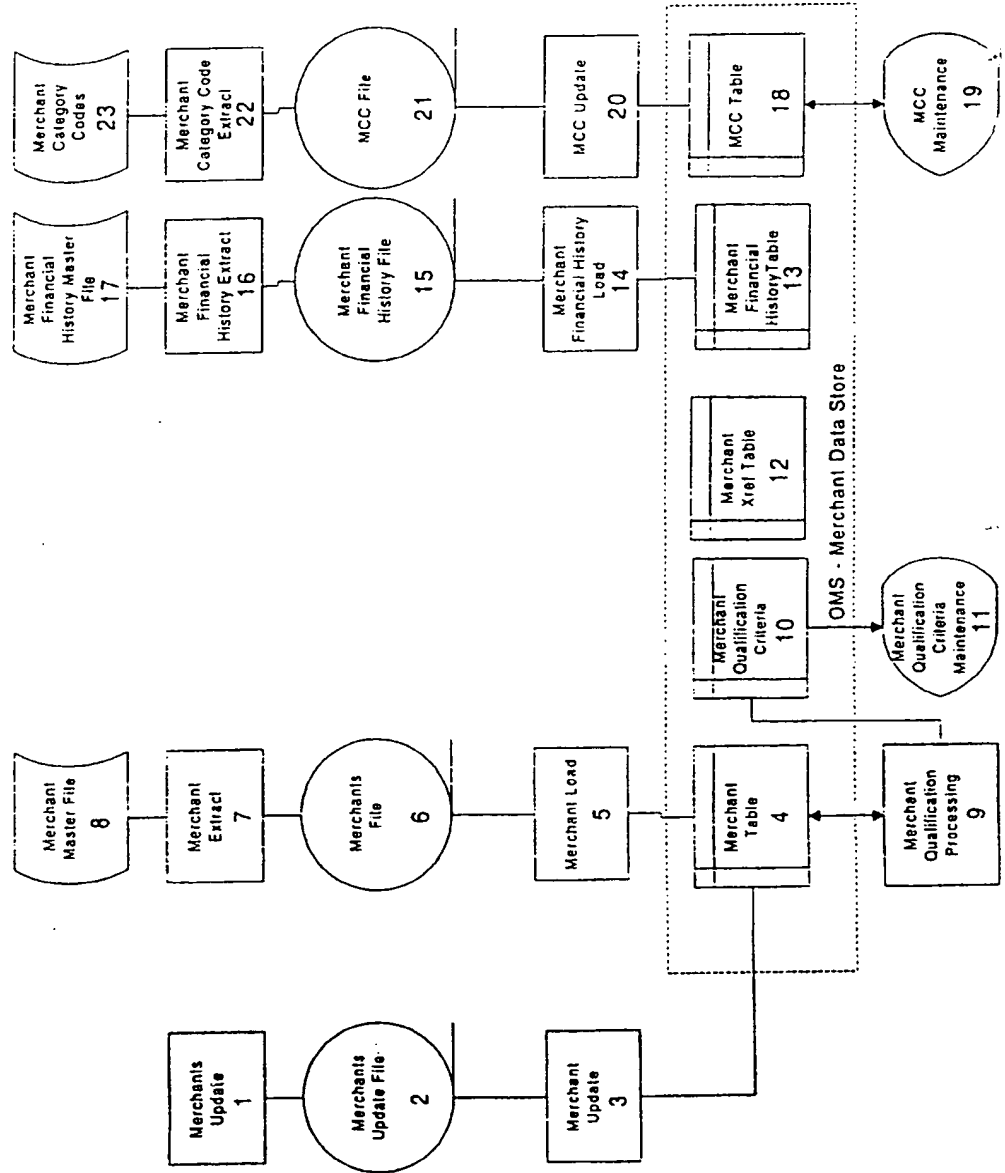 Merchant
Category
Codes
23
Merchant
Category Code
Extract
22
MCC File
21
MCC Update
20
MCC Table
18
MCC
Maintenance
19
Merchant
Financial
History Master
File
17
Merchant
Financial
History Extract
16
Merchant
Financial
History File
15
Merchant
Financial History
Load
14
Merchant
Financial
HistoryTable
13
Merchant
Xref Table
12
OMS - Merchant Data Store
Merchant
Qualification
Criteria
10
Merchant
Qualification
Criteria
Maintenance
11
Merchant
Master File
8
Merchant
Extract
7
Merchants
File
6
Merchant Load
5
Merchant
Table
4
Merchant
Qualification
Processing
9
Merchants
Update
1
Merchants
Update File
2
Merchant
Update
3